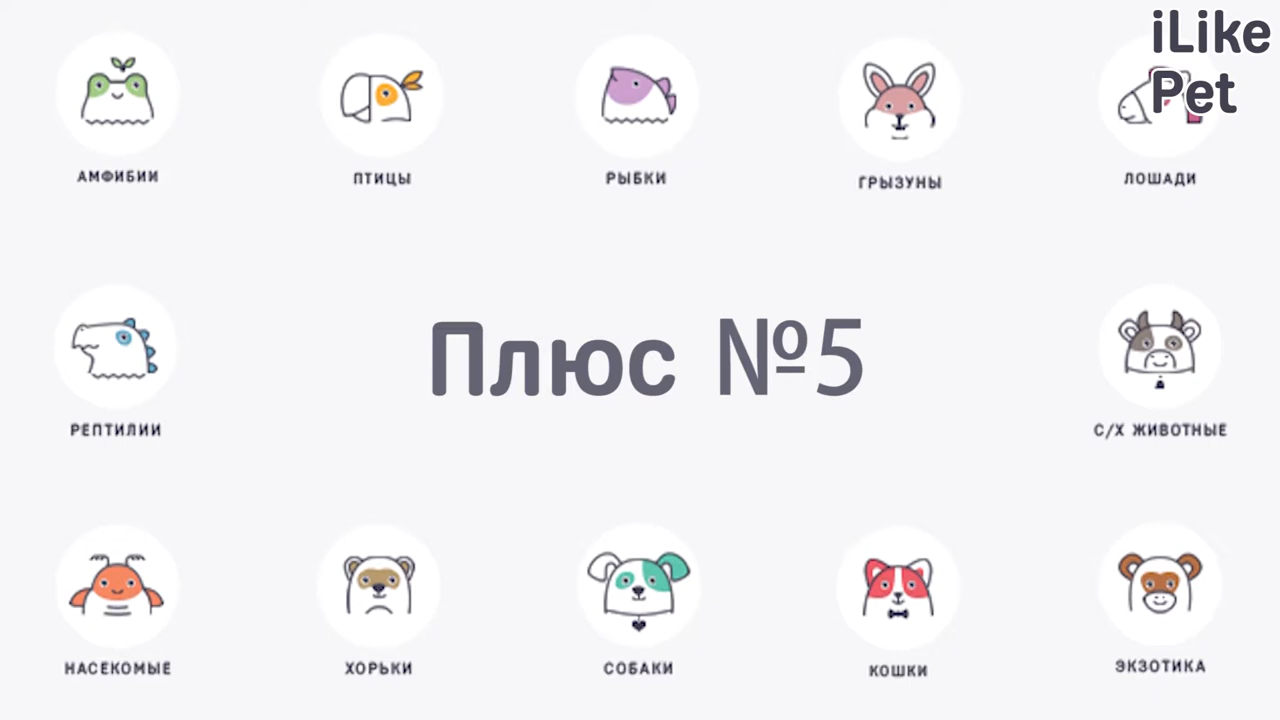 iLike
Pet
АМФИБИИ
ПТИЦЫ
РЫБКИ
ГРЫЗУНЫ
ЛОШАДИ
РЕПТИЛИИ
Плюс №5
С/Х ЖИВОТНЫЕ
НАСЕКОМЫЕ
ХОРЬКИ
СОБАКИ
КОШКИ
ЭКЗОТИКА